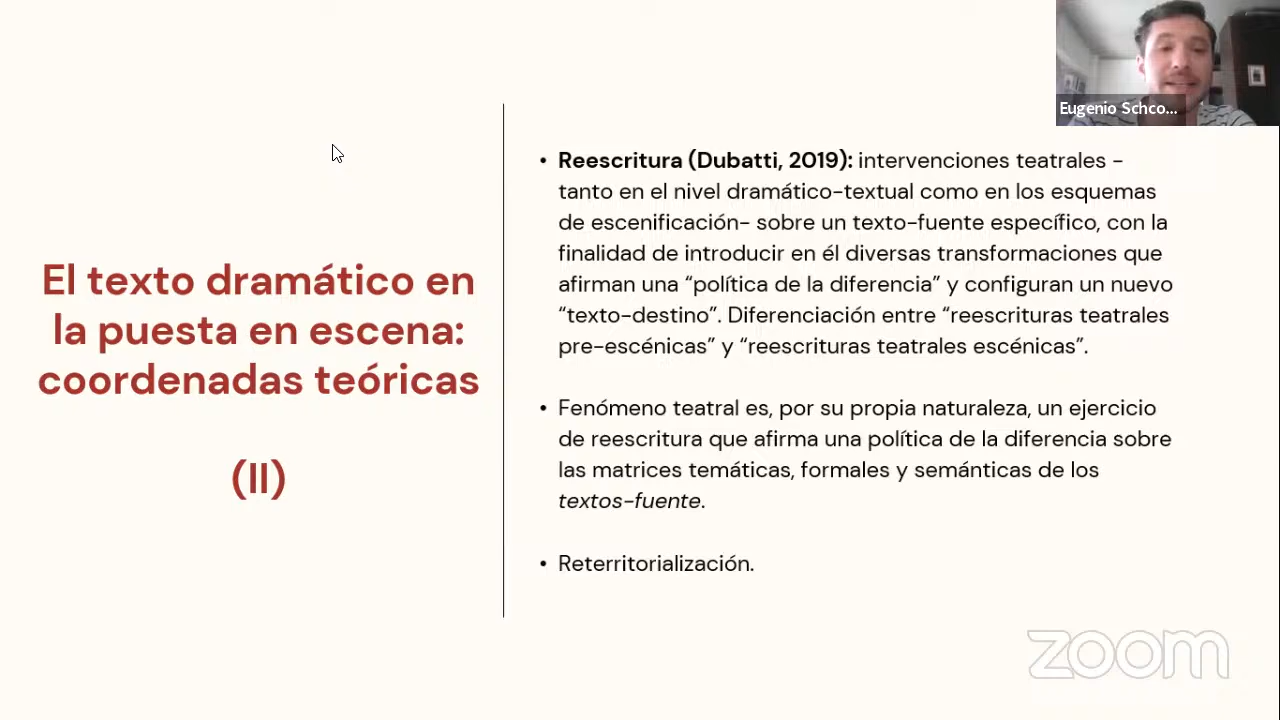 Eugenio Schco...
El texto dramático en
la puesta en escena:
coordenadas teóricas
(II)
• Reescritura (Dubatti, 2019): intervenciones teatrales -
tanto en el nivel dramático-textual como en los esquemas
de escenificación- sobre un texto-fuente específico, con la
finalidad de introducir en él diversas transformaciones que
afirman una “política de la diferencia” y configuran un nuevo
“texto-destino”. Diferenciación entre “reescrituras teatrales
pre-escénicas” y “reescrituras teatrales escénicas”.
• Fenómeno teatral es, por su propia naturaleza, un ejercicio
de reescritura que afirma una política de la diferencia sobre
las matrices temáticas, formales y semánticas de los
textos-fuente.
• Reterritorialización.
zoom